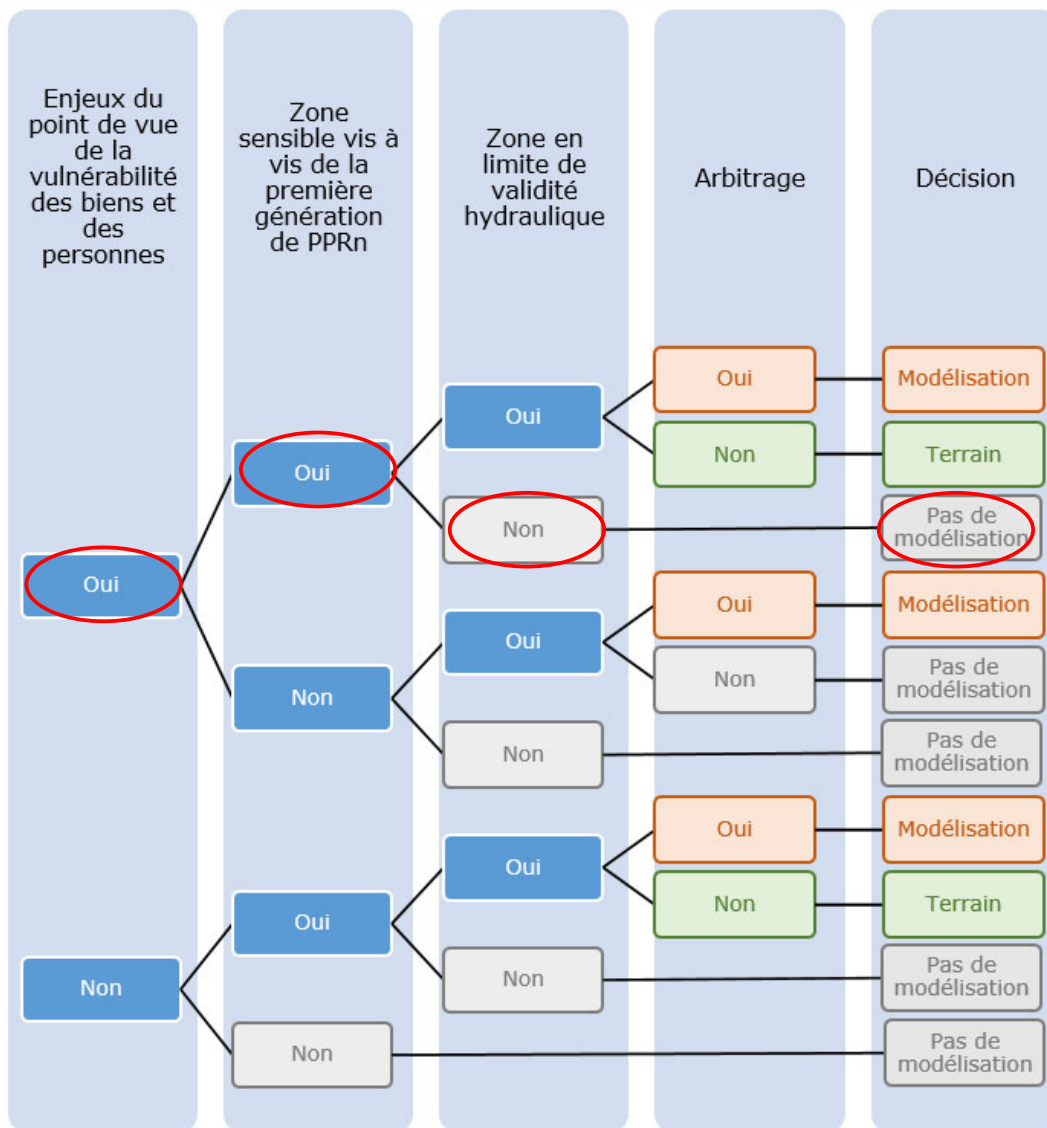 Enjeux du
point de vue
de la
vulnérabilité
des biens et
des
personnes
Zone
sensible vis à
vis de la
première
génération
de PPRn
Zone en
limite de
validité
hydraulique
Arbitrage
Décision
Oui
Modélisation
Oui
Oui
Non
Terrain
Non
Pas de
modélisation
Oui
Oui
Modélisation
Oui
Non
Non
Pas de
modélisation
Non
Pas de
modélisation
Oui
Modélisation
Oui
Oui
Non
Terrain
Non
Non
Pas de
modélisation
Non
Pas de
modélisation